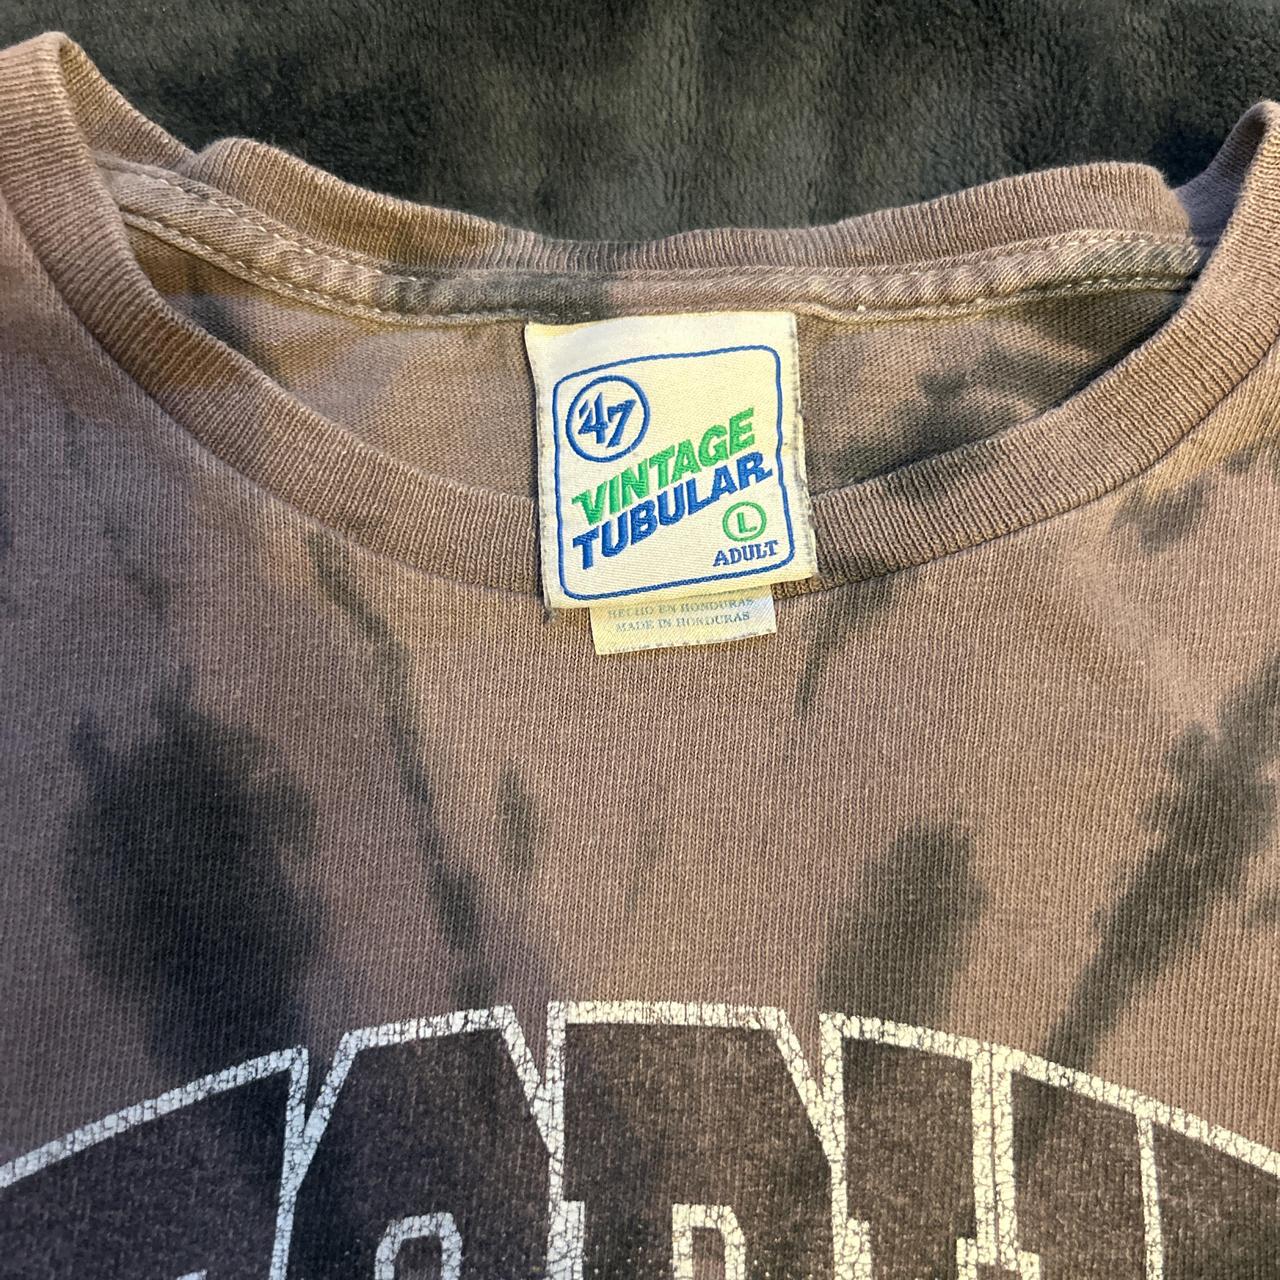 '47
VINTAGE
TUBULAR
L
ADULT
HECHO EN HONDURAS
MADE IN HONDURAS